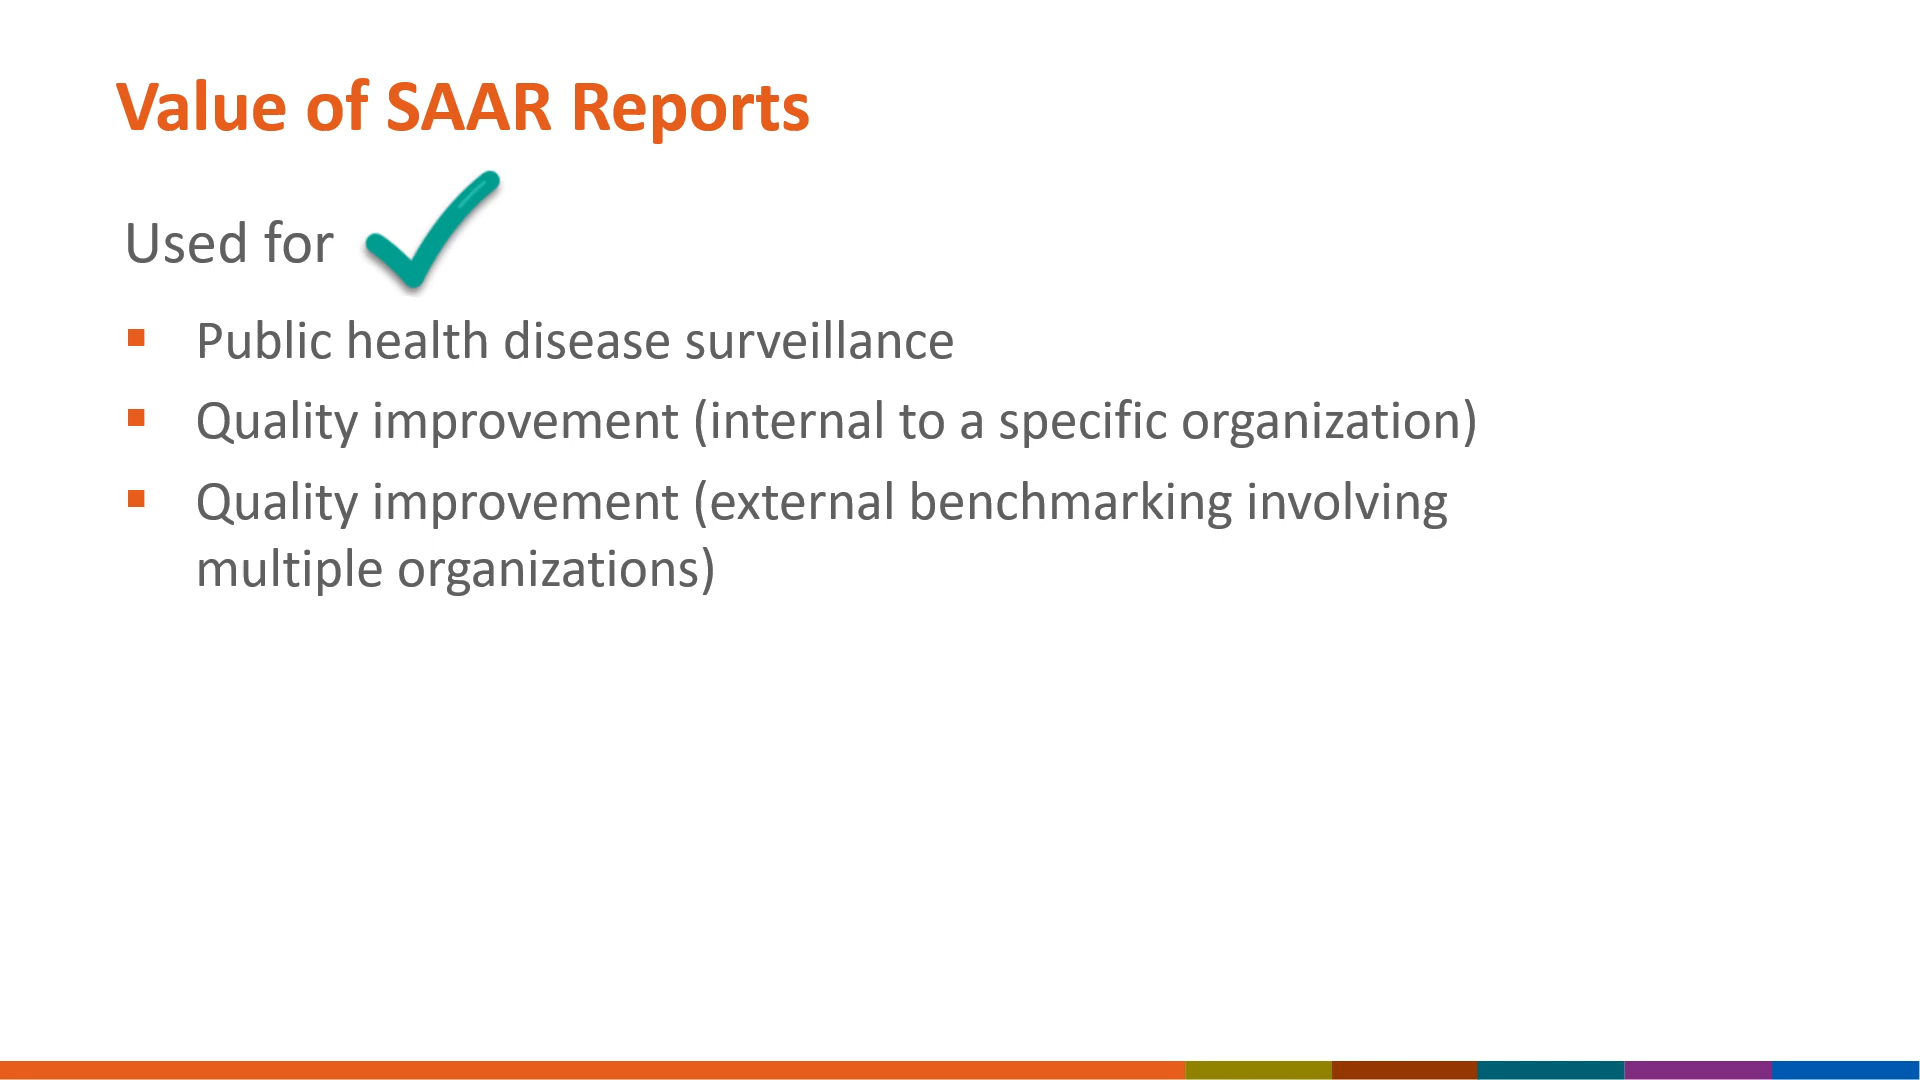 Value of SAAR Reports
Used for
Public health disease surveillance
Quality improvement (internal to a specific organization)
Quality improvement (external benchmarking involving
multiple organizations)